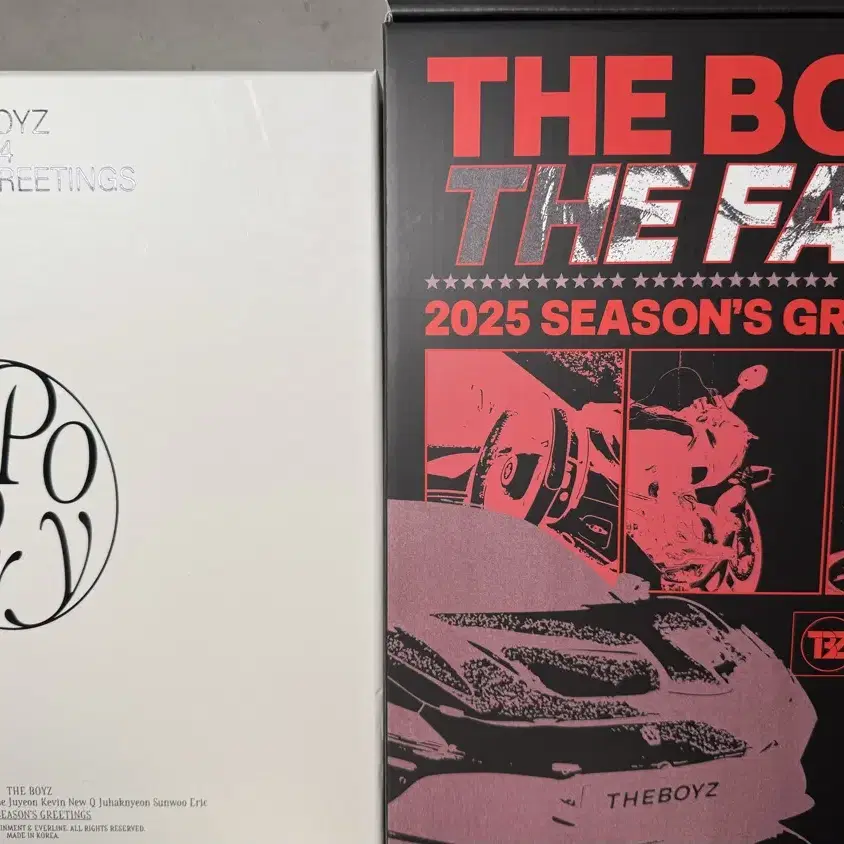 OYZ
4
REETINGS
PO
y
THE BOYZ
Juyeon Kevin New Q Juhaknyeon Sunwoo Eric
SEASON'S GREETINGS
INMENT & EVERLINE. ALL RIGHTS RESERVED.
MADE IN KOREA.
THE BO
THE FA
2025 SEASON'S GR
TBZ
THEBOYZ